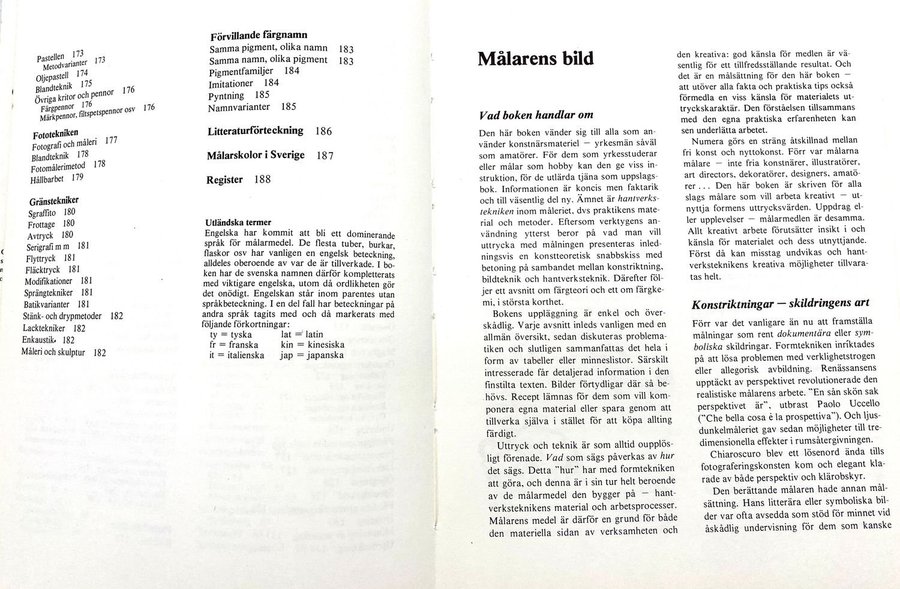 Pastellen 173
Metodvarianter 173
Oljepastell 174
Blandteknik 175
Övriga kritor och pennor 176
Färgpennor 176
Märkpennor, filtspetspennor osv 176
Fototekniken
Fotografi och måleri 177
Blandteknik 178
Fotomålerimetod 178
Hållbarhet 179
Gränstekniker
Sgraffito 180
Frottage 180
Avtryck 180
Serigrafi m m 181
Flyttryck 181
Fläcktryck 181
Modifikationer 181
Sprängtekniker 181
Batikvarianter 181
Stänk- och drypmetoder 182
Lacktekniker 182
Enkaustik 182
Måleri och skulptur 182
Förvillande färgnamn
Samma pigment, olika namn 183
Samma namn, olika pigment 183
Pigmentfamiljer 184
Imitationer 184
Pyntning 185
Namnvarianter 185
Litteraturförteckning 186
Målarskolor i Sverige 187
Register 188
Utländska termer
Engelska har kommit att bli ett dominerande
språk för målarmedel. De flesta tuber, burkar,
flaskor osv har vanligen en engelsk beteckning,
alldeles oberoende av var de är tillverkade. I bo-
ken har de svenska namnen därför kompletterats
med viktigare engelska, utom då ordlikheten gör
det onödigt. Engelskan står inom parentes utan
språkbeteckning. I en del fall har beteckningar på
andra språk tagits med och då markerats med
följande förkortningar:
ty = tyska lat = latin
fr = franska kin = kinesiska
it = italienska jap = japanska
Målarens bild
Vad boken handlar om
Den här boken vänder sig till alla som an-
vänder konstnärsmateriel — yrkesmän såväl
som amatörer. För dem som yrkesstuderar
eller målar som hobby kan den ge viss in-
struktion, för de utlärda tjäna som uppslags-
bok. Informationen är koncis men faktarik
och till väsentlig del ny. Ämnet är hantverks-
tekniken inom måleriet, dvs praktikens mate-
rial och metoder. Eftersom verktygens an-
vändning ytterst beror på vad man vill
uttrycka med målningen presenteras inled-
ningsvis en konstteoretisk snabbskiss med
betoning på sambandet mellan konstriktning,
bildteknik och hantverksteknik. Därefter föl-
jer ett avsnitt om färgteori och ett om färgke-
mi, i största korthet.
Bokens uppläggning är enkel och över-
skådlig. Varje avsnitt inleds vanligen med en
allmän översikt, sedan diskuteras problema-
tiken och slutligen sammanfattas det hela i
form av tabeller eller minneslistor. Särskilt
intresserade får detaljerad information i den
finstilta texten. Bilder förtydligar där så be-
hövs. Recept lämnas för dem som vill kom-
ponera egna material eller spara genom att
tillverka själva i stället för att köpa allting
färdigt.
Uttryck och teknik är som alltid oupplös-
ligt förenade. Vad som sägs påverkas av hur
det sägs. Detta "hur" har med formtekniken
att göra, och denna är i sin tur helt beroende
av de målarmedel den bygger på — hant-
verksteknikens material och arbetsprocesser.
Målarens medel är därför en grund för både
den materiella sidan av verksamheten och
den kreativa: god känsla för medlen är vä-
sentlig för ett tillfredsställande resultat. Och
det är en målsättning för den här boken —
att utöver alla fakta och praktiska tips också
förmedla en viss känsla för materialets ut-
tryckskaraktär. Den förståelsen tillsammans
med den egna praktiska erfarenheten kan
sen underlätta arbetet.
Numera görs en sträng åtskillnad mellan
fri konst och nyttokonst. Förr var målarna
målare — inte fria konstnärer, illustratörer,
art directors, dekoratörer, designers, amatö-
rer ... Den här boken är skriven för alla
slags målare som vill arbeta kreativt — ut-
nyttja formens uttrycksvärden. Uppdrag el-
ler upplevelser — målarmedlen är desamma.
Allt kreativt arbete förutsätter insikt i och
känsla för materialet och dess utnyttjande.
Först då kan misstag undvikas och hant-
verksteknikens kreativa möjligheter tillvara-
tas helt.
Konstriktningar — skildringens art
Förr var det vanligare än nu att framställa
målningar som rent dokumentära eller sym-
boliska skildringar. Formtekniken inriktades
på att lösa problemen med verklighetstrogen
eller allegorisk avbildning. Renässansens
upptäckt av perspektivet revolutionerade den
realistiske målarens arbete. "En sån skön sak
perspektivet är", utbrast Paolo Uccello
("Che bella cosa è la prospettiva"). Och ljus-
dunkelmåleriet gav sedan möjligheter till tre-
dimensionella effekter i rumsåtergivningen.
Chiaroscuro blev ett lösenord ända tills
fotograferingskonsten kom och elegant kla-
rade av både perspektiv och klärobskyr.
Den berättande målaren hade annan mål-
sättning. Hans litterära eller symboliska bil-
der var ofta avsedda som stöd för minnet vid
åskådlig undervisning för dem som kanske